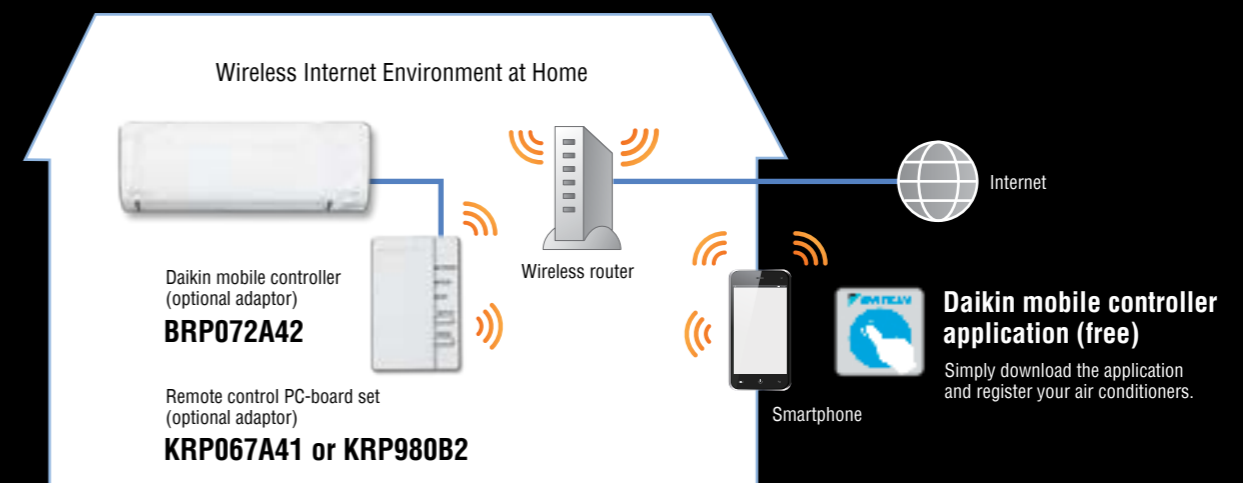 Wireless Internet Environment at Home
Internet
Wireless router
Daikin mobile controller
(optional adaptor)
BRP072A42
Remote control PC-board set
(optional adaptor)
KRP067A41 or KRP980B2
Smartphone
Daikin mobile controller
application (free)
Simply download the application
and register your air conditioners.